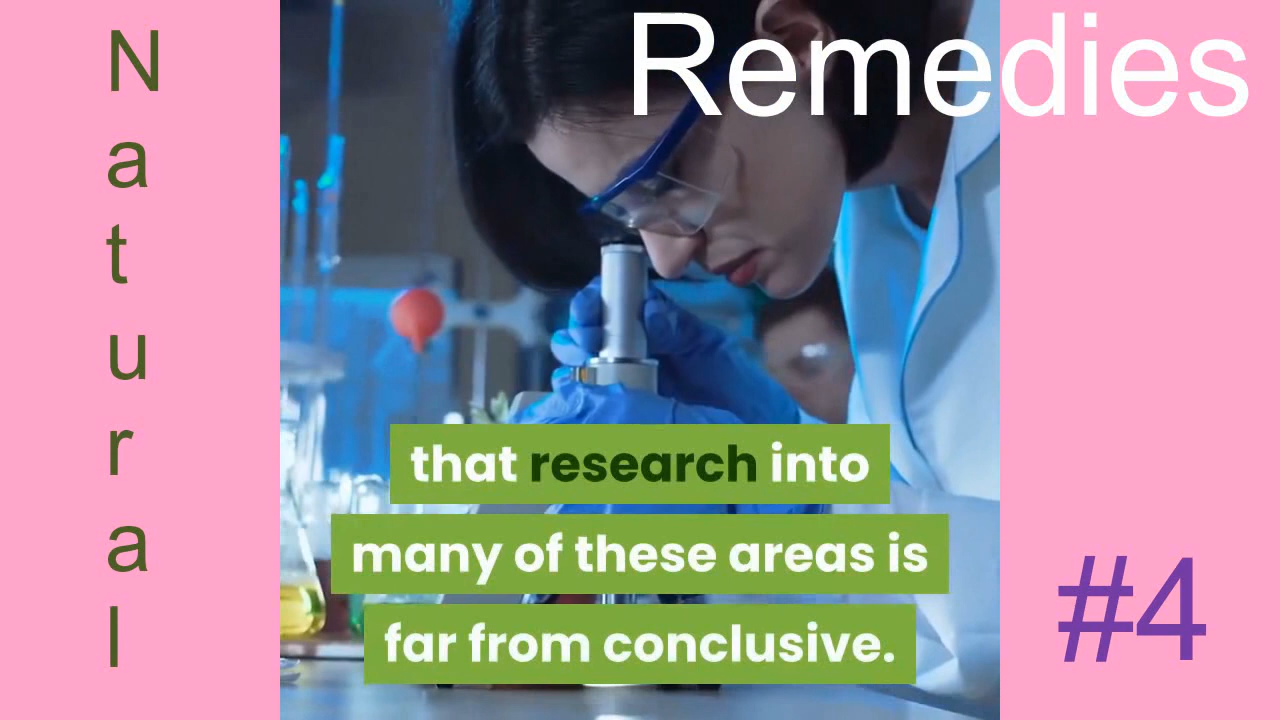 Natural
Remedies
that research into
many of these areas is
far from conclusive.
#4